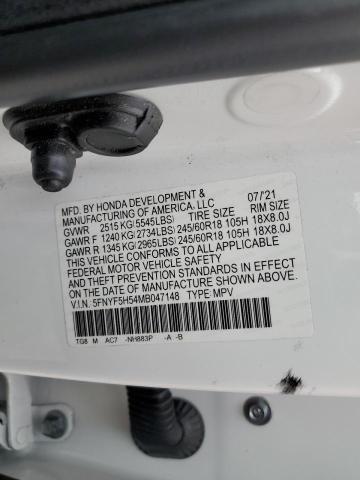 MFD. BY HONDA DEVELOPMENT &
MANUFACTURING OF AMERICA, LLC 07/'21
GVWR 2515 KG(5545LBS) TIRE SIZE RIM SIZE
GAWR F 1240 KG(2734LBS) 245/60R18 105H 18X8.0J
GAWR R 1345 KG(2965LBS) 245/60R18 105H 18X8.0J
THIS VEHICLE CONFORMS TO ALL APPLICABLE
FEDERAL MOTOR VEHICLE SAFETY
AND THEFT PREVENTION STANDARDS IN EFFECT
ON THE DATE OF MANUFACTURE SHOWN ABOVE.
V.I.N. 5FNYF5H54MB047148 TYPE: MPV
TG8 M AC7 -NH883P -A -B